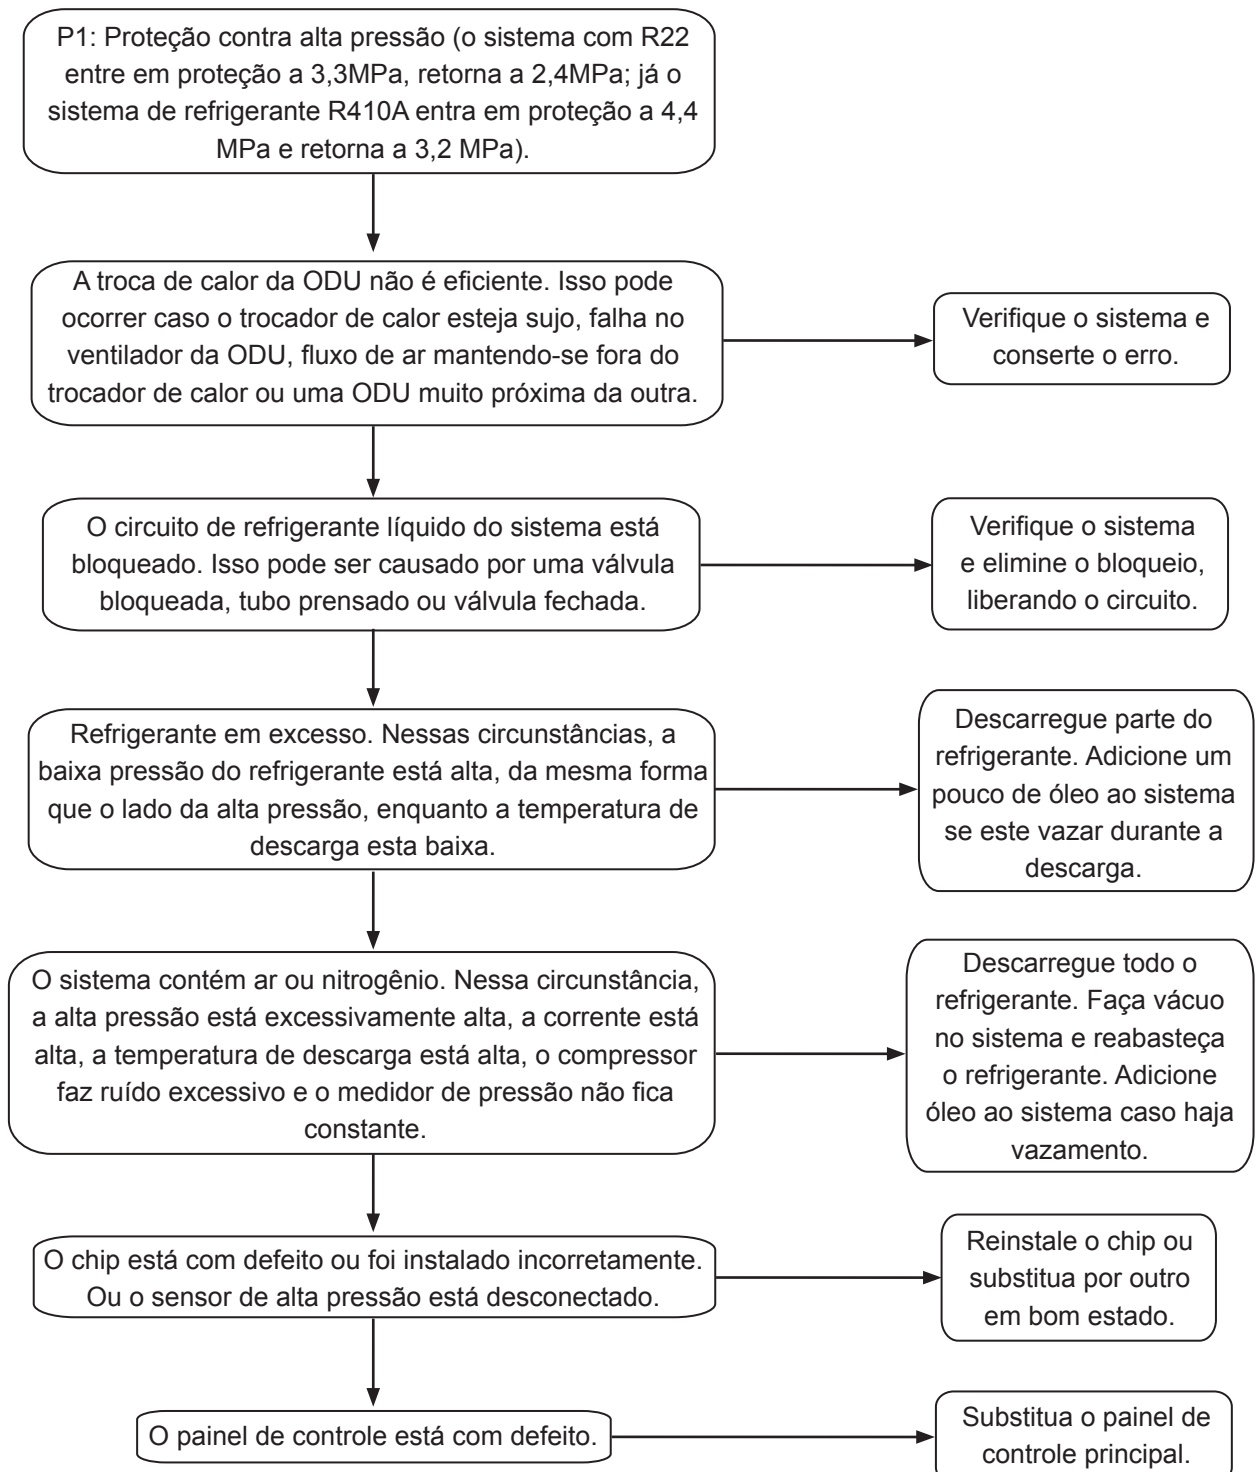 P1: Proteção contra alta pressão (o sistema com R22
entre em proteção a 3,3MPa, retorna a 2,4MPa; já o
sistema de refrigerante R410A entra em proteção a 4,4
MPa e retorna a 3,2 MPa).
A troca de calor da ODU não é eficiente. Isso pode
ocorrer caso o trocador de calor esteja sujo, falha no
ventilador da ODU, fluxo de ar mantendo-se fora do
trocador de calor ou uma ODU muito próxima da outra.
Verifique o sistema e
conserte o erro.
O circuito de refrigerante líquido do sistema está
bloqueado. Isso pode ser causado por uma válvula
bloqueada, tubo prensado ou válvula fechada.
Verifique o sistema
e elimine o bloqueio,
liberando o circuito.
Refrigerante em excesso. Nessas circunstâncias, a
baixa pressão do refrigerante está alta, da mesma forma
que o lado da alta pressão, enquanto a temperatura de
descarga esta baixa.
Descarregue parte do
refrigerante. Adicione um
pouco de óleo ao sistema
se este vazar durante a
descarga.
O sistema contém ar ou nitrogênio. Nessa circunstância,
a alta pressão está excessivamente alta, a corrente está
alta, a temperatura de descarga está alta, o compressor
faz ruído excessivo e o medidor de pressão não fica
constante.
Descarregue todo o
refrigerante. Faça vácuo
no sistema e reabasteça
o refrigerante. Adicione
óleo ao sistema caso haja
vazamento.
O chip está com defeito ou foi instalado incorretamente.
Ou o sensor de alta pressão está desconectado.
Reinstale o chip ou
substitua por outro
em bom estado.
O painel de controle está com defeito.
Substitua o painel de
controle principal.